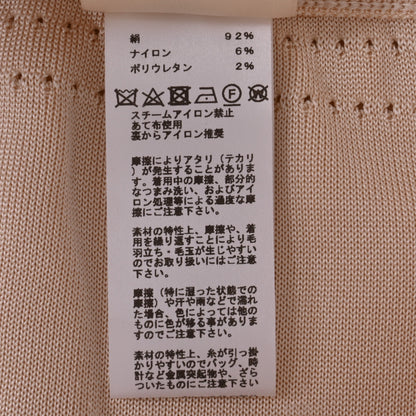 絹 92%
ナイロン 6%
ポリウレタン 2%
スチームアイロン禁止
あて布使用
裏からアイロン推奨
摩擦によりアタリ(テカリ
)が発生することがあり
ます。着用中の摩擦、部分的
なつまみ洗い、およびアイ
ロン処理等による過度な摩
擦にご注意下さい。
素材の特性上、摩擦や、着
用を繰り返すことにより毛
羽立ち・毛玉が生じやすい
のでお取り扱いにはご注意
下さい。
摩擦(特に湿った状態での
摩擦)や汗や雨などで濡れ
た場合、色によっては他の
ものに色が移る事がありま
すのでご注意下さい。
素材の特性上、糸が引っ掛
かりやすいのでバッグ、時
計など金属突起物や、ざら
ついたものにご注意下さい